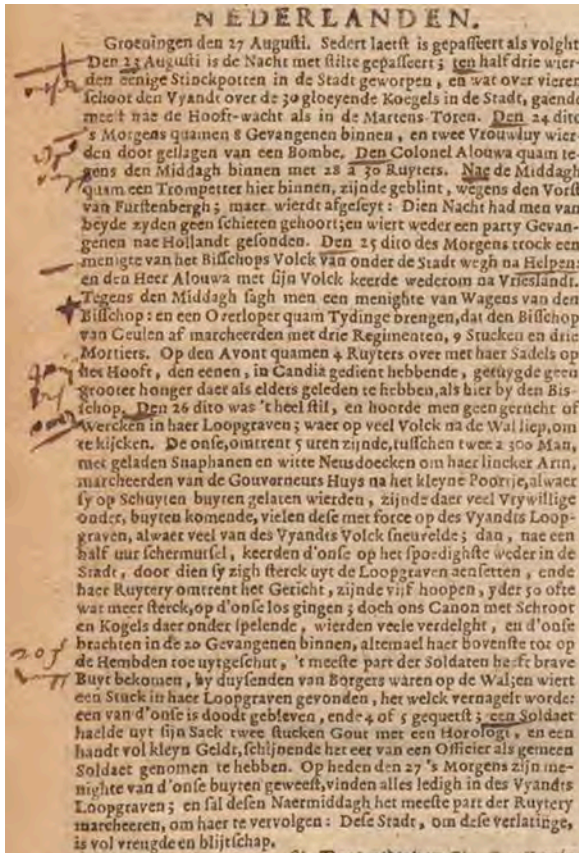 NEDERLANDEN.
Groeningen den 27 Augusti. Sedert laetst is gepasseert als volght
Den 23 Augusti is de Nacht met stilte gepasseert; ten half drie wier-
den eenige Stinckpotten in de Stadt geworpen, en wat over vieren
schoot den Vyandt over de 30 gloeyende Koegels in de Stadt, gaende
meest nae de Hooft-wacht als in de Martens Toren. Den 24 dito
's Morgens quamen 8 Gevangenen binnen, en twee Vrouwluy wier-
den door geslagen van een Bombe. Den Colonel Alouwa quam te-
gens den Middagh binnen met 28 à 30 Ruyters. Nae de Middagh
quam een Trompetter hier binnen, zijnde geblint, wegens den Vorst
van Furstenbergh; maer wierdt afgeseyt: Dien Nacht had men van
beyde zyden geen schieten gehoort; en wiert weder een party Gevan-
genen nae Hollandt gesonden. Den 25 dito des Morgens trock een
menigte van het Bisschops Volck van onder de Stadt wegh na Helpen:
en den Heer Alouwa met sijn Volck keerde wederom na Vrieslandt.
Tegens den Middagh sagh men een menighte van Wagens van den
Bisschop: en een Overloper quam Tydinge brengen, dat den Bisschop
van Ceulen af marcheerden met drie Regimenten, 9 Stucken en drie
Mortiers. Op den Avont quamen 4 Ruyters over met haer Sadels op
het Hooft, den eenen, in Candia gedient hebbende, getuygde geen
grooter honger daer als elders geleden te hebben, als hier by den Bis-
schop. Den 26 dito was 't heel stil, en hoorde men geen gerucht of
Wercken in haer Loopgraven; waer op veel Volck na de Wal liep, om
te kijcken. De onse, omtrent 5 uren zijnde, tusschen twee a 300 Man,
met geladen Snaphanen en witte Neusdoecken om haer lincker Arm,
marcheerden van de Gouverneurs Huys na het kleyne Poortje, alwaer
sy op Schuyten buyten gelaten wierden, zijnde daer veel Vrywillige
onder, buyten komende, vielen dese met force op des Vyandts Loop-
graven, alwaer veel van des Vyandts Volck sneuvelde; dan, nae een
half uur schermutsel, keerden d'onse op het spoedighste weder in de
Stadt, door dien sy zigh sterck uyt de Loopgraven aensetten, ende
haer Ruytery omtrent het Gericht, zijnde vijf hoopen, yder 50 ofte
wat meer sterck, op d'onse los gingen; doch ons Canon met Schroot
en Kogels daer onder spelende, wierden veele verdelght, en d'onse
brachten in de 20 Gevangenen binnen, altemael haer bovenste tot op
de Hembden toe uytgeschut, 't meeste part der Soldaten heeft brave
Buyt bekomen, by duysenden van Borgers waren op de Wal; en wiert
een Stuck in haer Loopgraven gevonden, het welck vernagelt worde:
een van d'onse is doodt gebleven, ende 4 of 5 gequetst; een Soldaet
haelde uyt sijn Sack twee stucken Gout met een Horologi, en een
handt vol kleyn Geldt, schijnende het eer van een Officier als gemeen
Soldaet genomen te hebben. Op heden den 27 's Morgens zijn me-
nighte van d'onse buyten geweest, vinden alles ledigh in des Vyandts
Loopgraven; en sal desen Naermiddagh het meeste part der Ruytery
marcheeren, om haer te vervolgen: Dese Stadt, om dese verlatinge,
is vol vreugde en blijtschap.